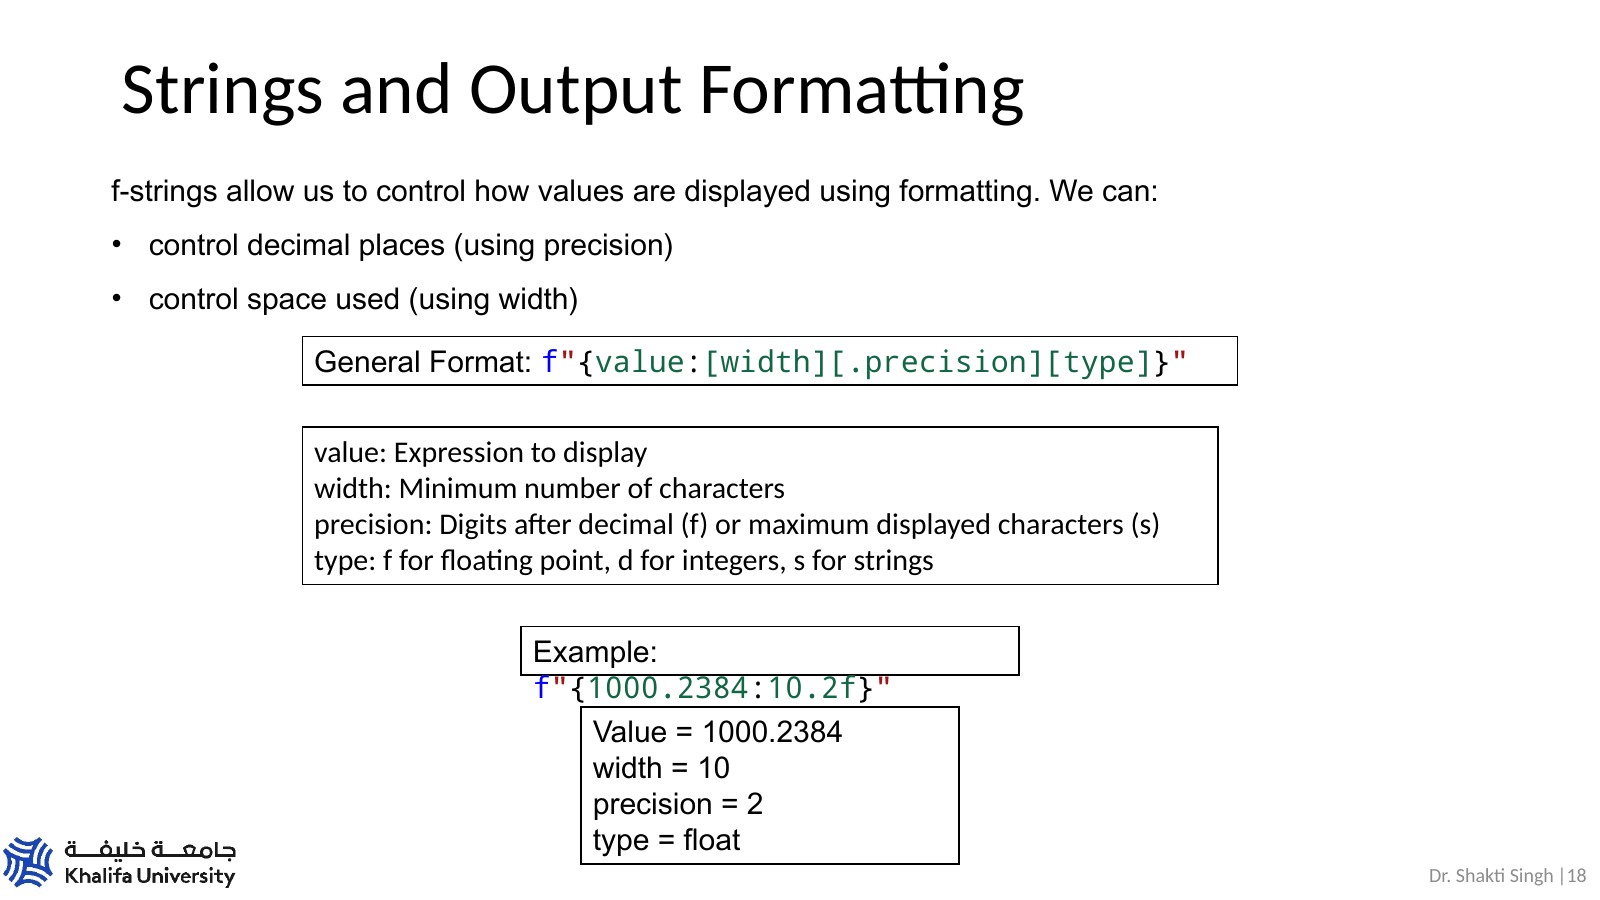 Strings and Output Formatting
f-strings allow us to control how values are displayed using formatting. We can:
• control decimal places (using precision)
• control space used (using width)
General Format: f"{value:[width][.precision][type]}"
value: Expression to display
width: Minimum number of characters
precision: Digits after decimal (f) or maximum displayed characters (s)
type: f for floating point, d for integers, s for strings
Example:
f"{1000.2384:10.2f}"
Value = 1000.2384
width = 10
precision = 2
type = float
جامعة خليفة
Khalifa University
Dr. Shakti Singh |18